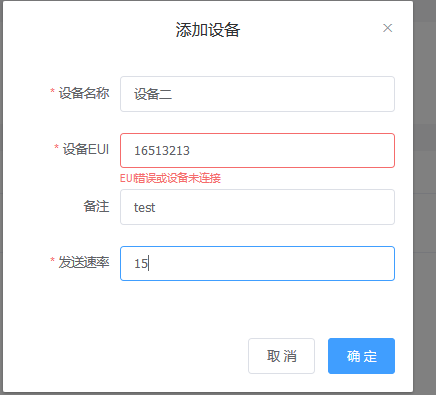 添加设备
* 设备名称 设备二
* 设备EUI 16513213
EUI错误或设备未连接
备注 test
* 发送速率 15
取消 确定